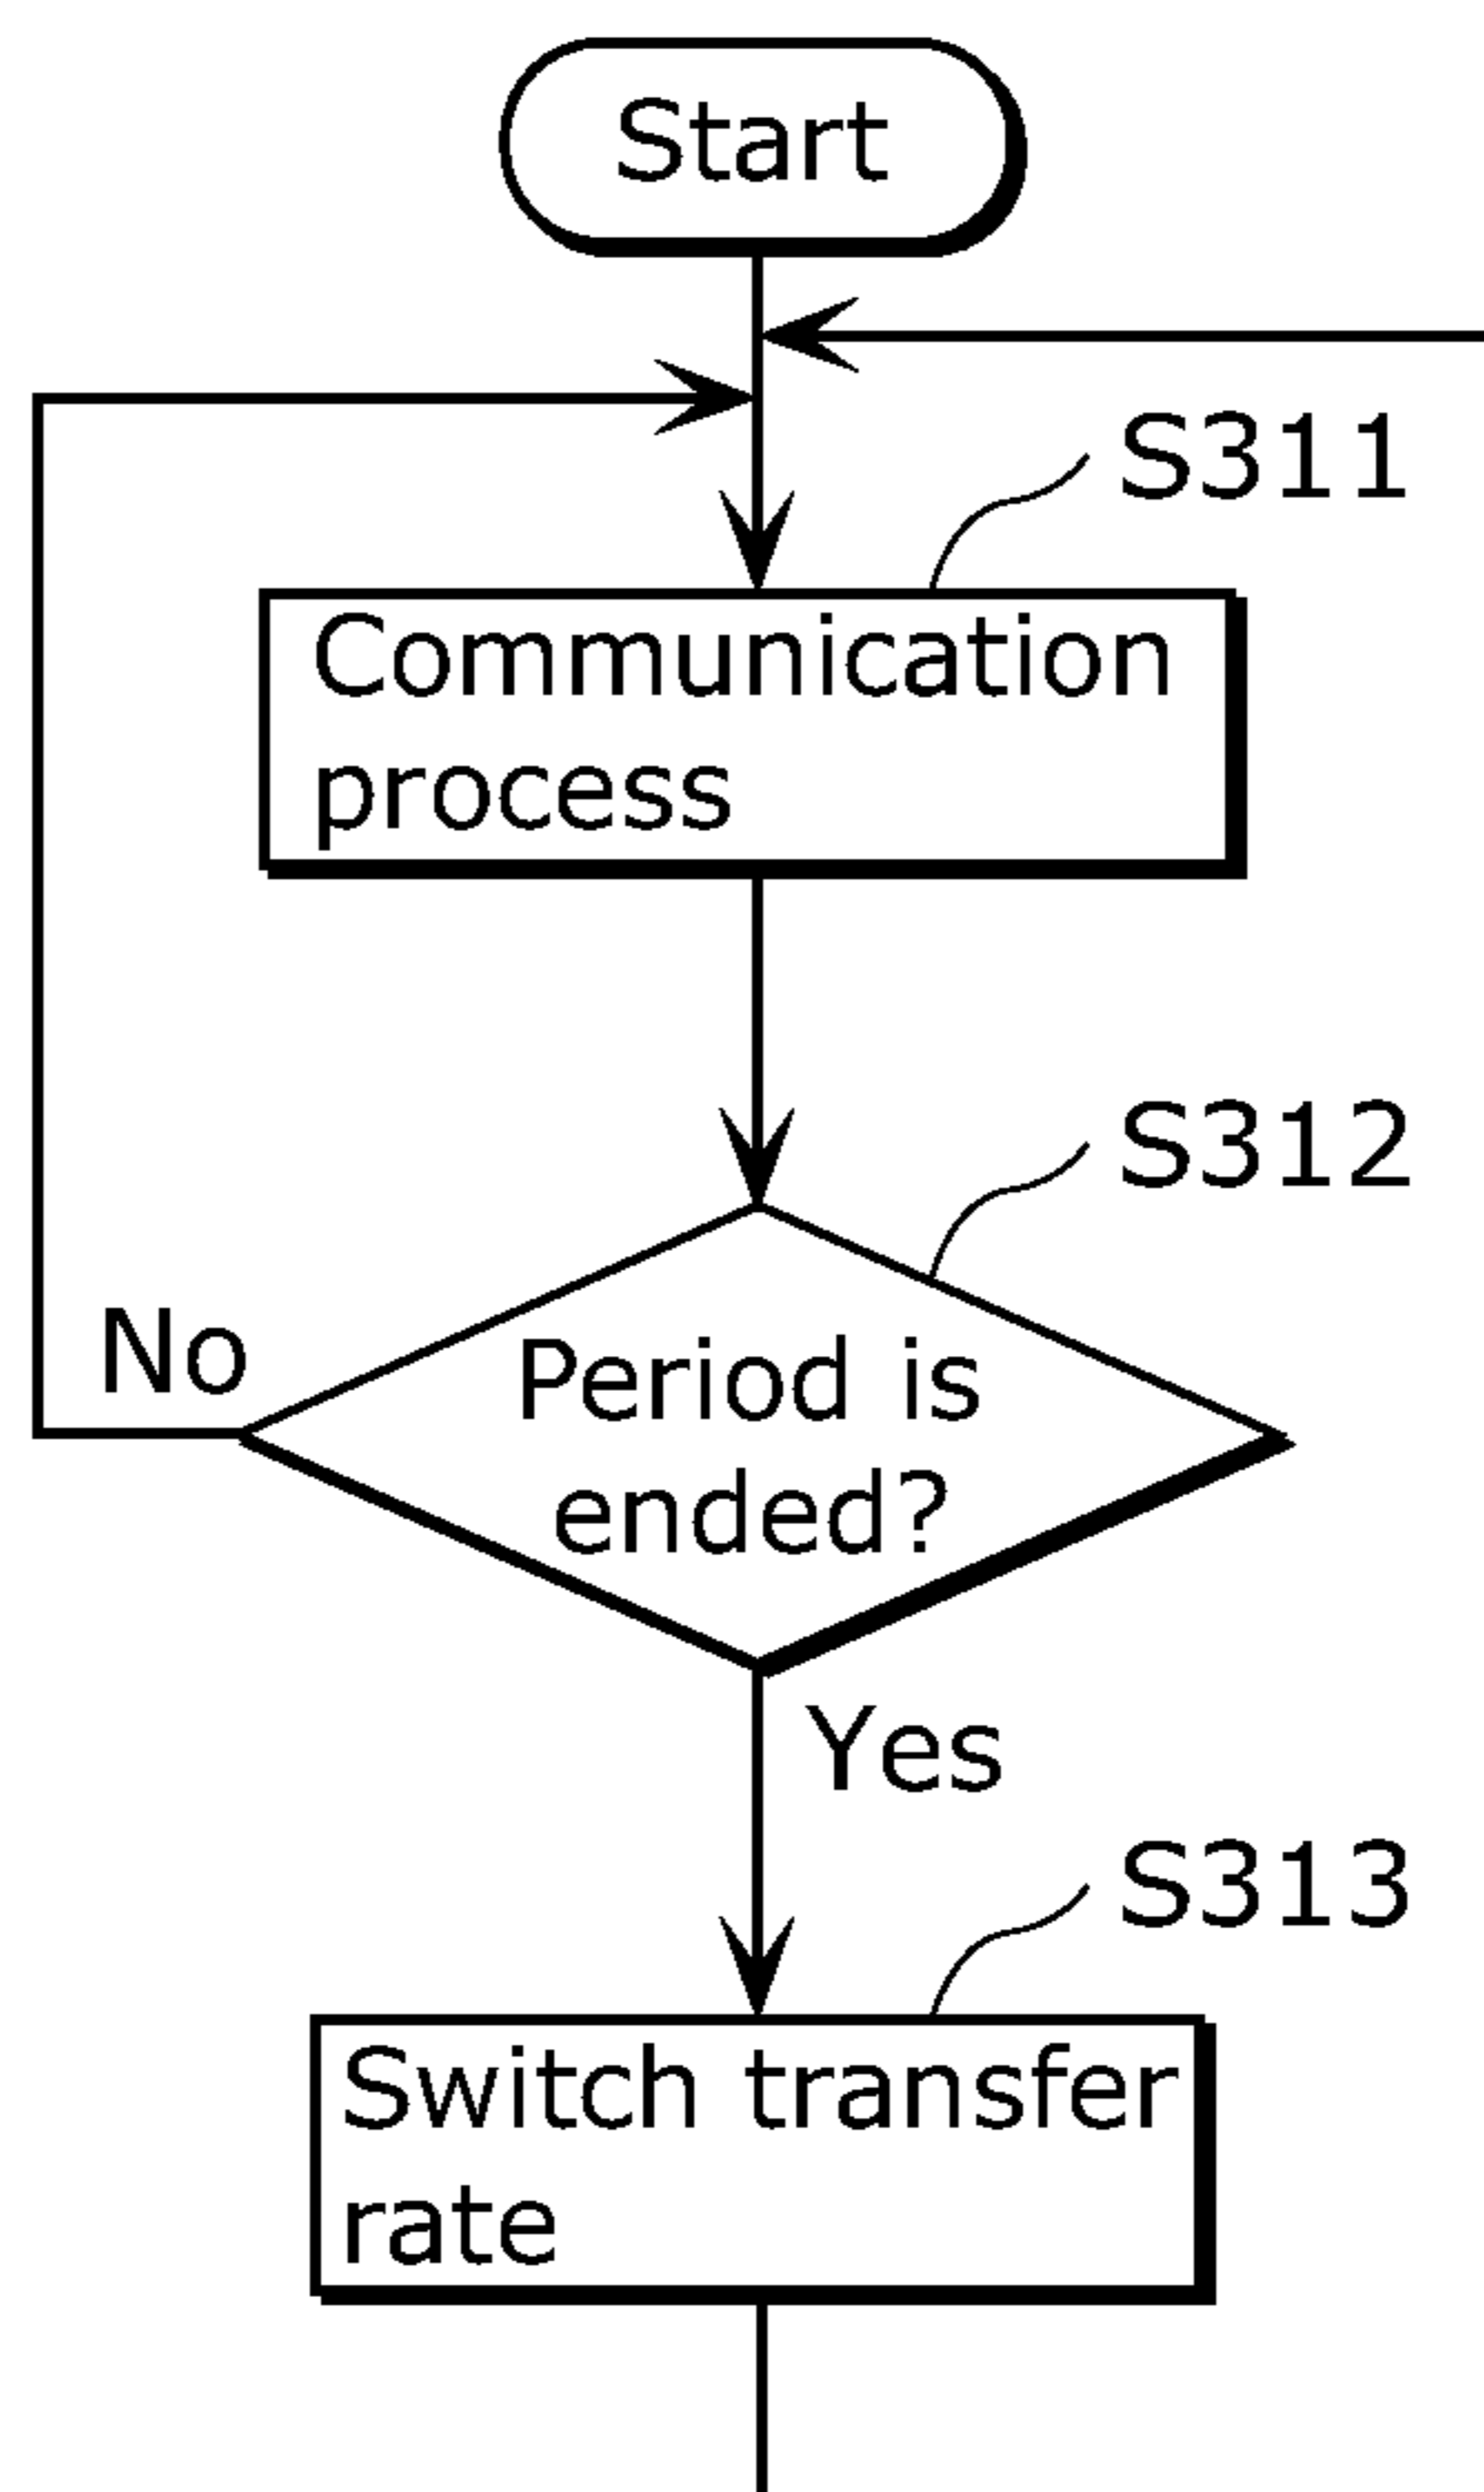 Start
S311
Communication
process
S312
No
Period is
ended?
Yes
S313
Switch transfer
rate